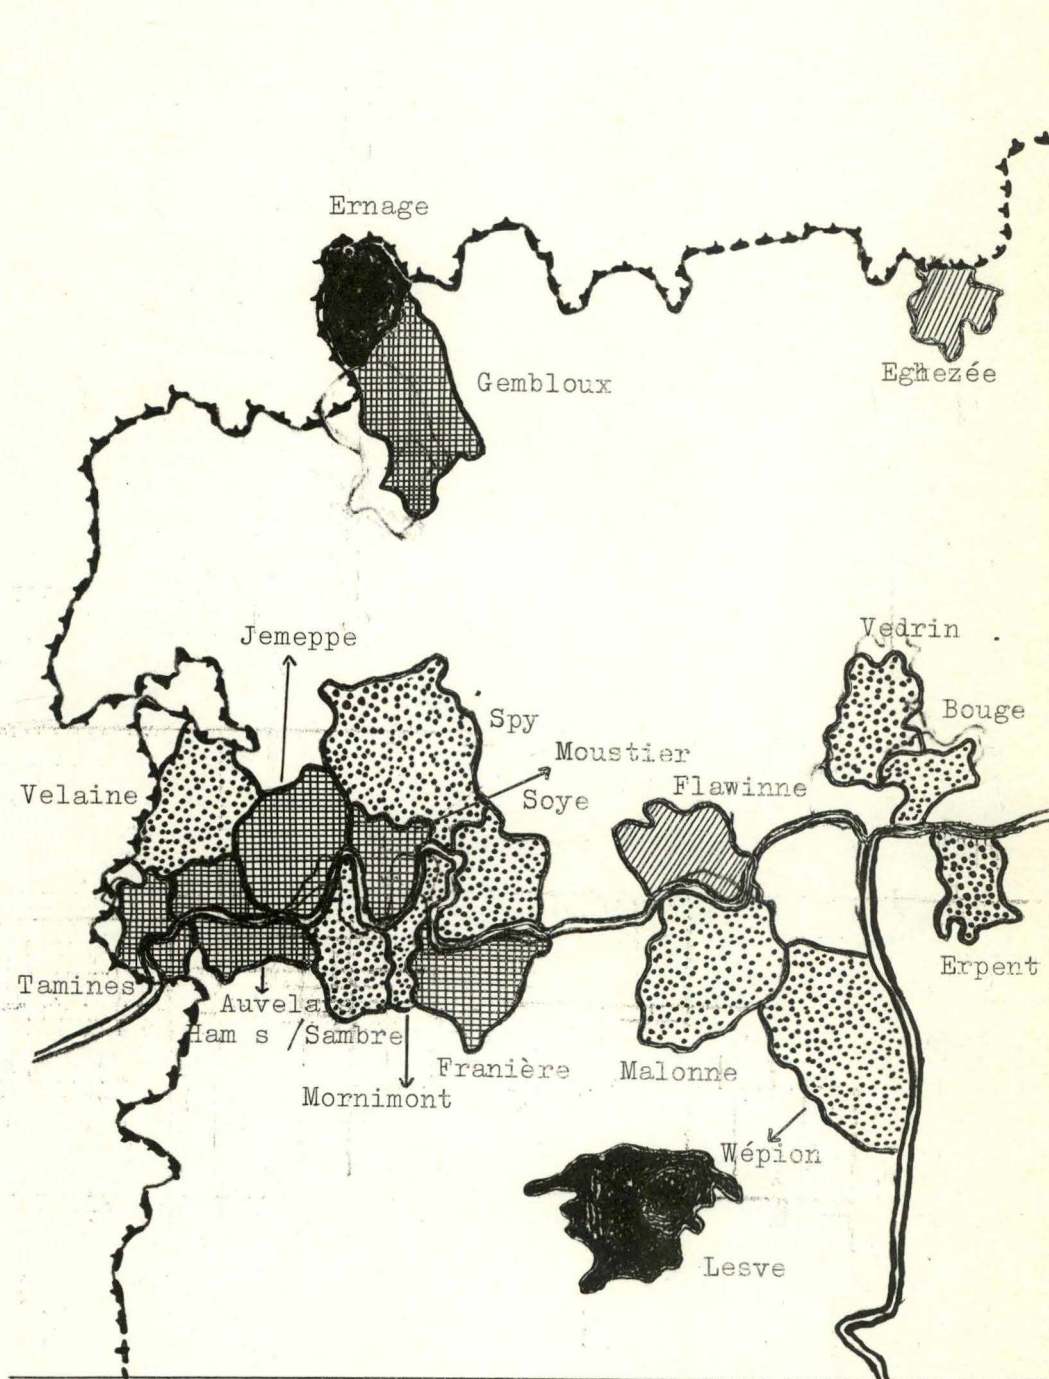 Ernage
Gembloux
Eghezée
Jemeppe
Vedrin
Spy
Bouge
Moustier
Velaine
Soye
Flawinne
Erpent
Tamines
Auvela
Ham s /Sambre
Franière
Malonne
Mornimont
Wépion
Lesve